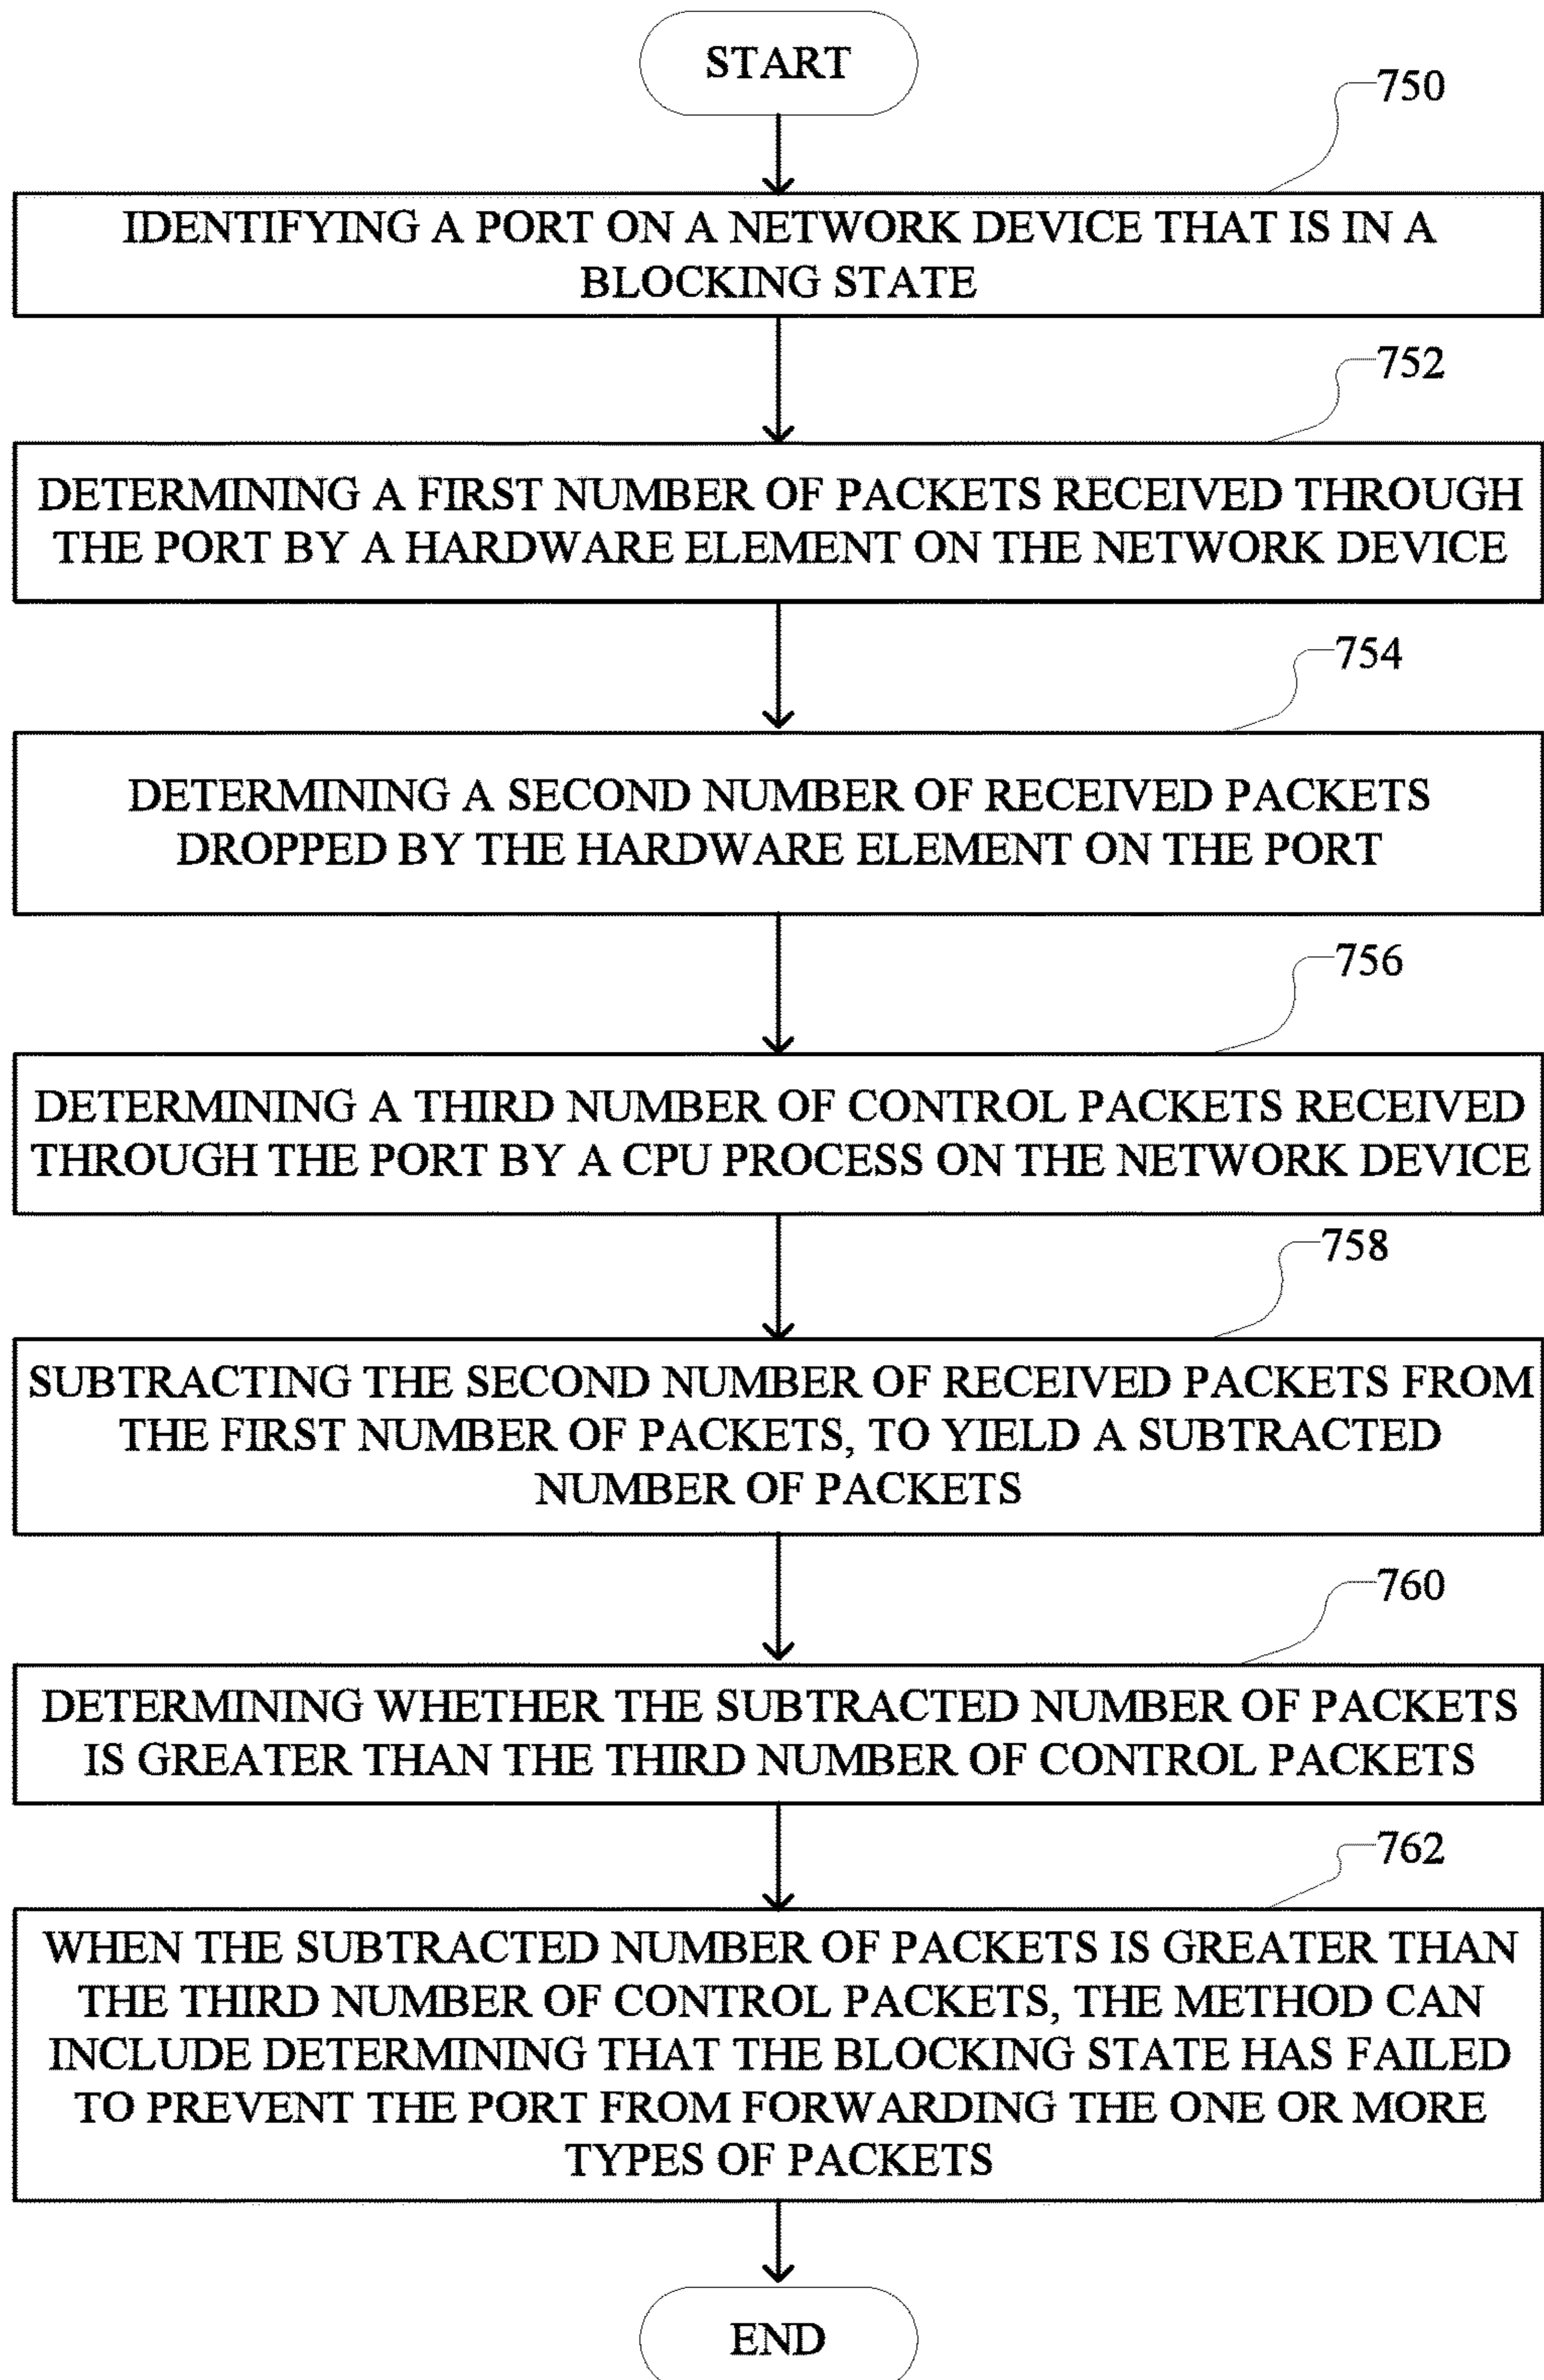 START
750
IDENTIFYING A PORT ON A NETWORK DEVICE THAT IS IN A
BLOCKING STATE
752
DETERMINING A FIRST NUMBER OF PACKETS RECEIVED THROUGH
THE PORT BY A HARDWARE ELEMENT ON THE NETWORK DEVICE
754
DETERMINING A SECOND NUMBER OF RECEIVED PACKETS
DROPPED BY THE HARDWARE ELEMENT ON THE PORT
756
DETERMINING A THIRD NUMBER OF CONTROL PACKETS RECEIVED
THROUGH THE PORT BY A CPU PROCESS ON THE NETWORK DEVICE
758
SUBTRACTING THE SECOND NUMBER OF RECEIVED PACKETS FROM
THE FIRST NUMBER OF PACKETS, TO YIELD A SUBTRACTED
NUMBER OF PACKETS
760
DETERMINING WHETHER THE SUBTRACTED NUMBER OF PACKETS
IS GREATER THAN THE THIRD NUMBER OF CONTROL PACKETS
762
WHEN THE SUBTRACTED NUMBER OF PACKETS IS GREATER THAN
THE THIRD NUMBER OF CONTROL PACKETS, THE METHOD CAN
INCLUDE DETERMINING THAT THE BLOCKING STATE HAS FAILED
TO PREVENT THE PORT FROM FORWARDING THE ONE OR MORE
TYPES OF PACKETS
END